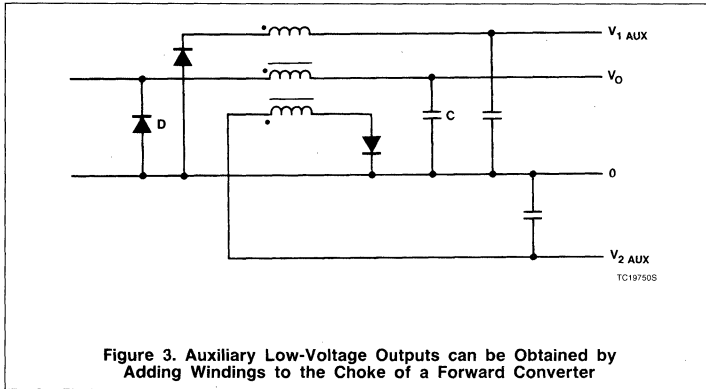 V1 AUX
VO
D
C
0
V2 AUX
TC19750S
Figure 3. Auxiliary Low-Voltage Outputs can be Obtained by
Adding Windings to the Choke of a Forward Converter